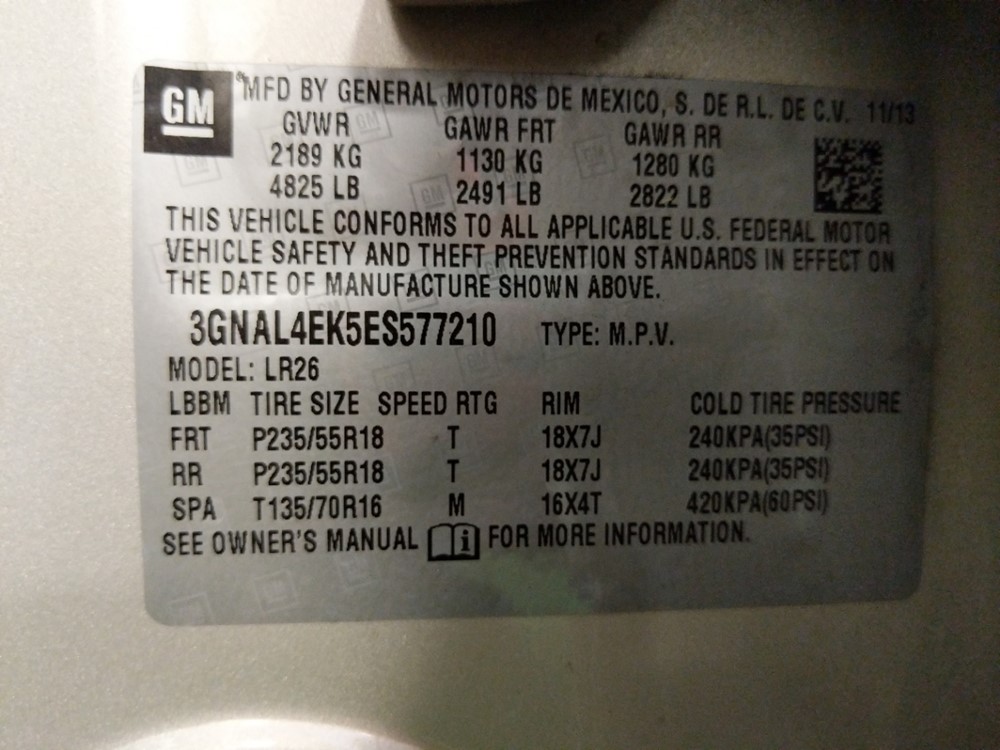 GM
MFD BY GENERAL MOTORS DE MEXICO, S. DE R.L. DE C.V. 11/13
GVWR GAWR FRT GAWR RR
2189 KG 1130 KG 1280 KG
4825 LB 2491 LB 2822 LB
THIS VEHICLE CONFORMS TO ALL APPLICABLE U.S. FEDERAL MOTOR
VEHICLE SAFETY AND THEFT PREVENTION STANDARDS IN EFFECT ON
THE DATE OF MANUFACTURE SHOWN ABOVE.
3GNAL4EK5ES577210 TYPE: M.P.V.
MODEL: LR26
LBBM TIRE SIZE SPEED RTG RIM COLD TIRE PRESSURE
FRT P235/55R18 T 18X7J 240KPA(35PSI)
RR P235/55R18 T 18X7J 240KPA(35PSI)
SPA T135/70R16 M 16X4T 420KPA(60PSI)
SEE OWNER'S MANUAL i FOR MORE INFORMATION.